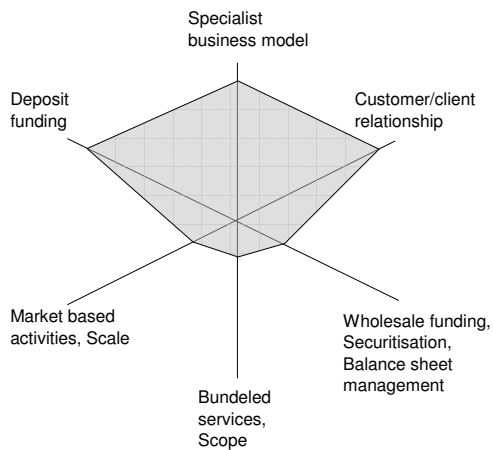 Specialist
business model
Deposit
funding
Customer/client
relationship
Market based
activities, Scale
Wholesale funding,
Securitisation,
Balance sheet
management
Bundeled
services,
Scope